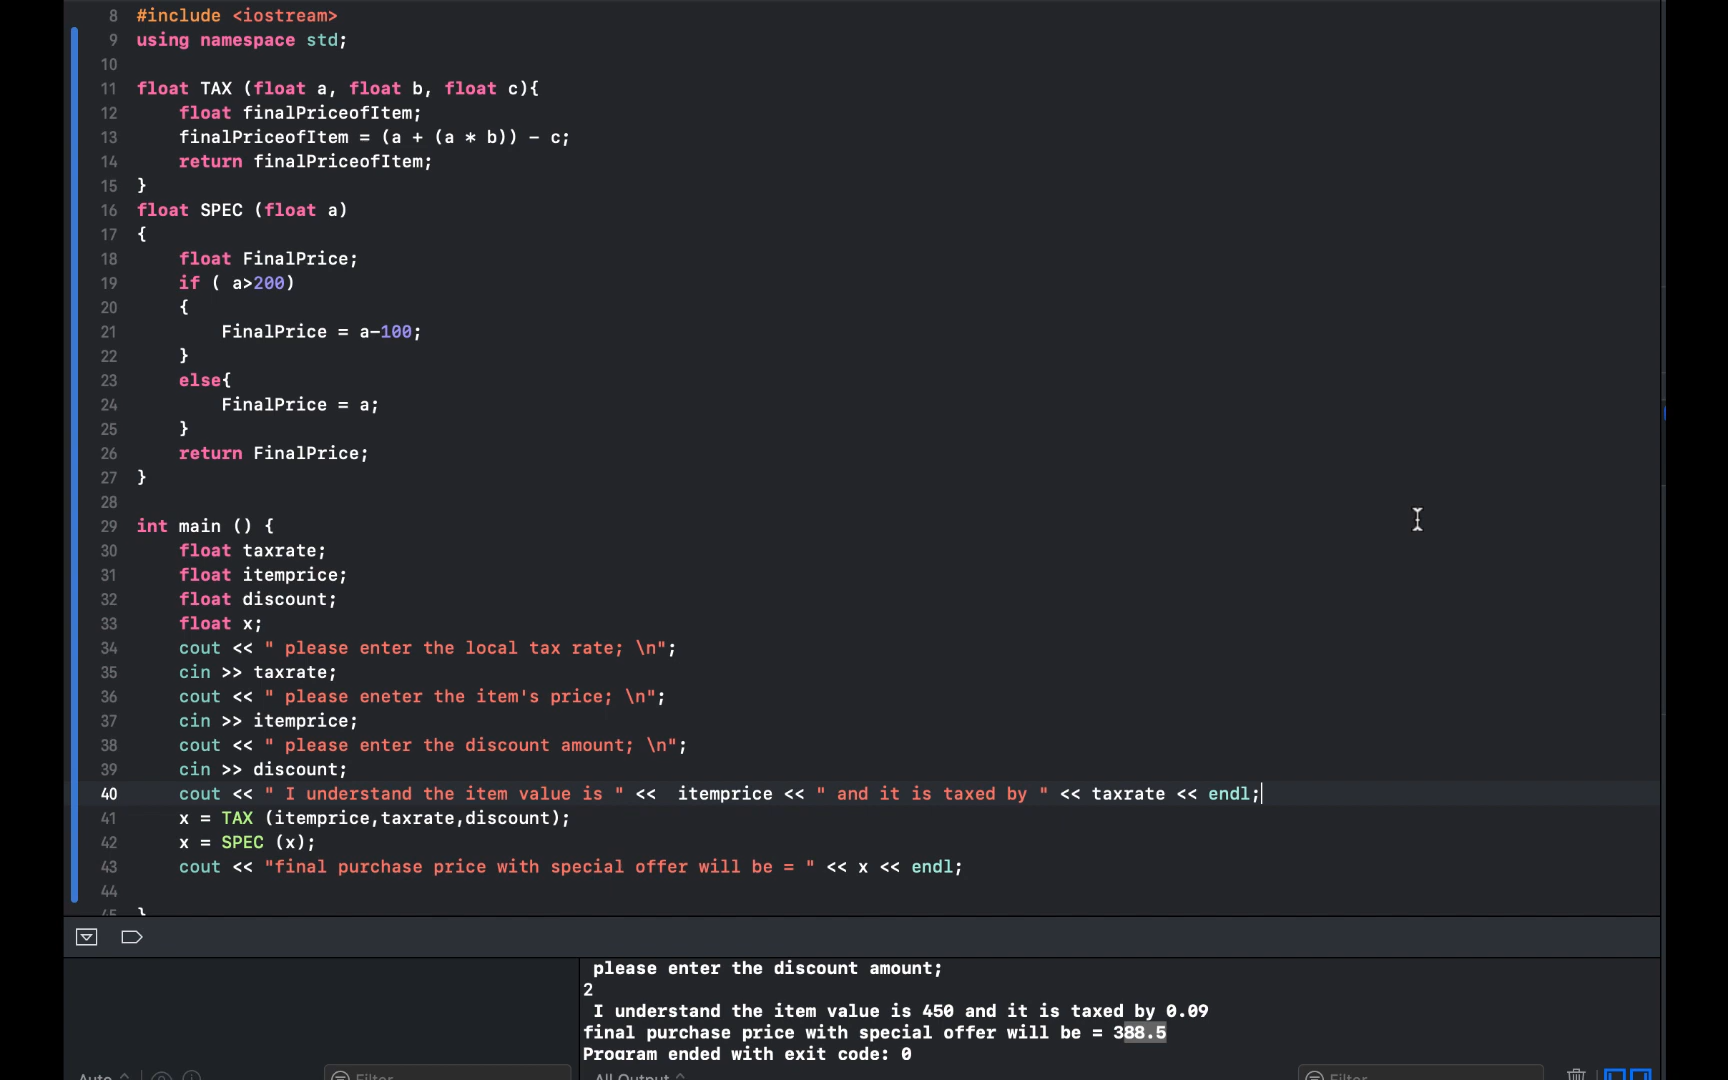 8 #include <iostream>
9 using namespace std;
10
11 float TAX (float a, float b, float c){
12 float finalPriceofItem;
13 finalPriceofItem = (a + (a * b)) - c;
14 return finalPriceofItem;
15 }
16 float SPEC (float a)
17 {
18 float FinalPrice;
19 if ( a>200)
20 {
21 FinalPrice = a-100;
22 }
23 else{
24 FinalPrice = a;
25 }
26 return FinalPrice;
27 }
28
29 int main () {
30 float taxrate;
31 float itemprice;
32 float discount;
33 float x;
34 cout << " please enter the local tax rate; \n";
35 cin >> taxrate;
36 cout << " please eneter the item's price; \n";
37 cin >> itemprice;
38 cout << " please enter the discount amount; \n";
39 cin >> discount;
40 cout << " I understand the item value is " <<  itemprice << " and it is taxed by " << taxrate << endl;
41 x = TAX (itemprice,taxrate,discount);
42 x = SPEC (x);
43 cout << "final purchase price with special offer will be = " << x << endl;
44
45 }
please enter the discount amount;
2
I understand the item value is 450 and it is taxed by 0.09
final purchase price with special offer will be = 388.5
Program ended with exit code: 0
Auto Filter All Output Filter